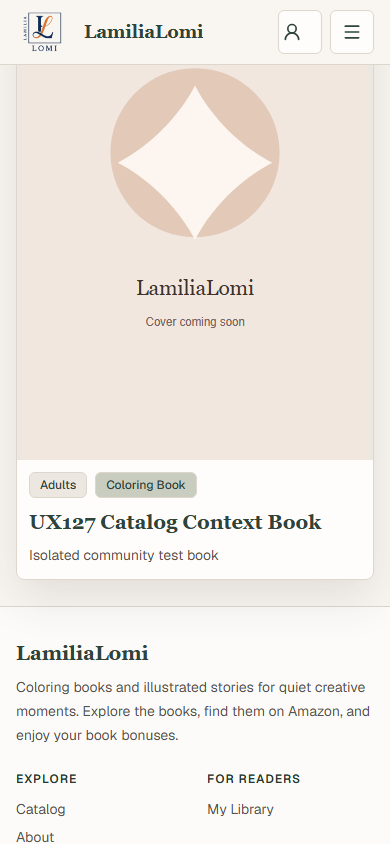 LAMILIA
L
LOMI
LamiliaLomi
LamiliaLomi
Cover coming soon
Adults
Coloring Book
UX127 Catalog Context Book
Isolated community test book
LamiliaLomi
Coloring books and illustrated stories for quiet creative
moments. Explore the books, find them on Amazon, and
enjoy your book bonuses.
EXPLORE
FOR READERS
Catalog
My Library
About